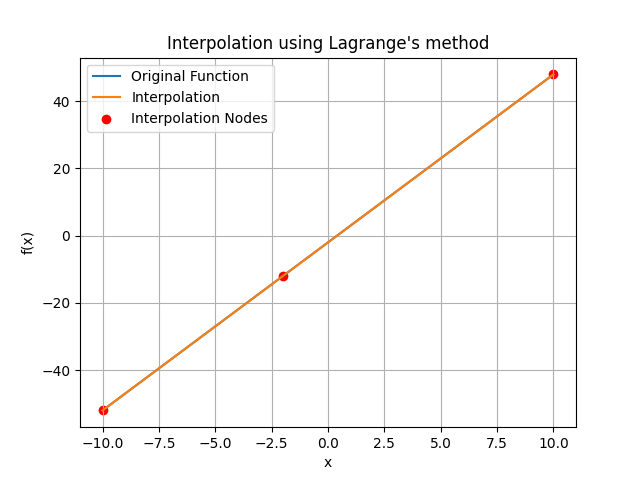 Interpolation using Lagrange's method
Original Function
Interpolation
Interpolation Nodes
f(x)
40
20
0
−20
−40
−10.0 −7.5 −5.0 −2.5 0.0 2.5 5.0 7.5 10.0
x